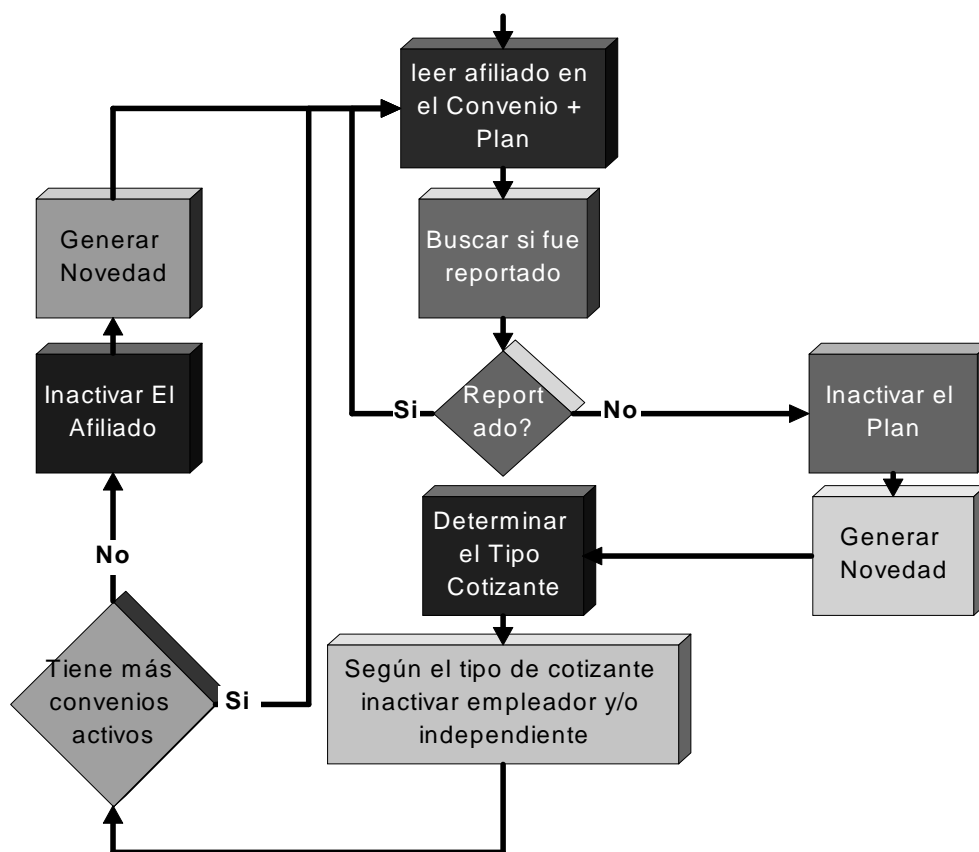 leer afiliado en
el Convenio +
Plan
Buscar si fue
reportado
Report
ado?
Si
No
Inactivar el
Plan
Generar
Novedad
Determinar
el Tipo
Cotizante
Según el tipo de cotizante
inactivar empleador y/o
independiente
Tiene más
convenios
activos
Si
No
Inactivar El
Afiliado
Generar
Novedad